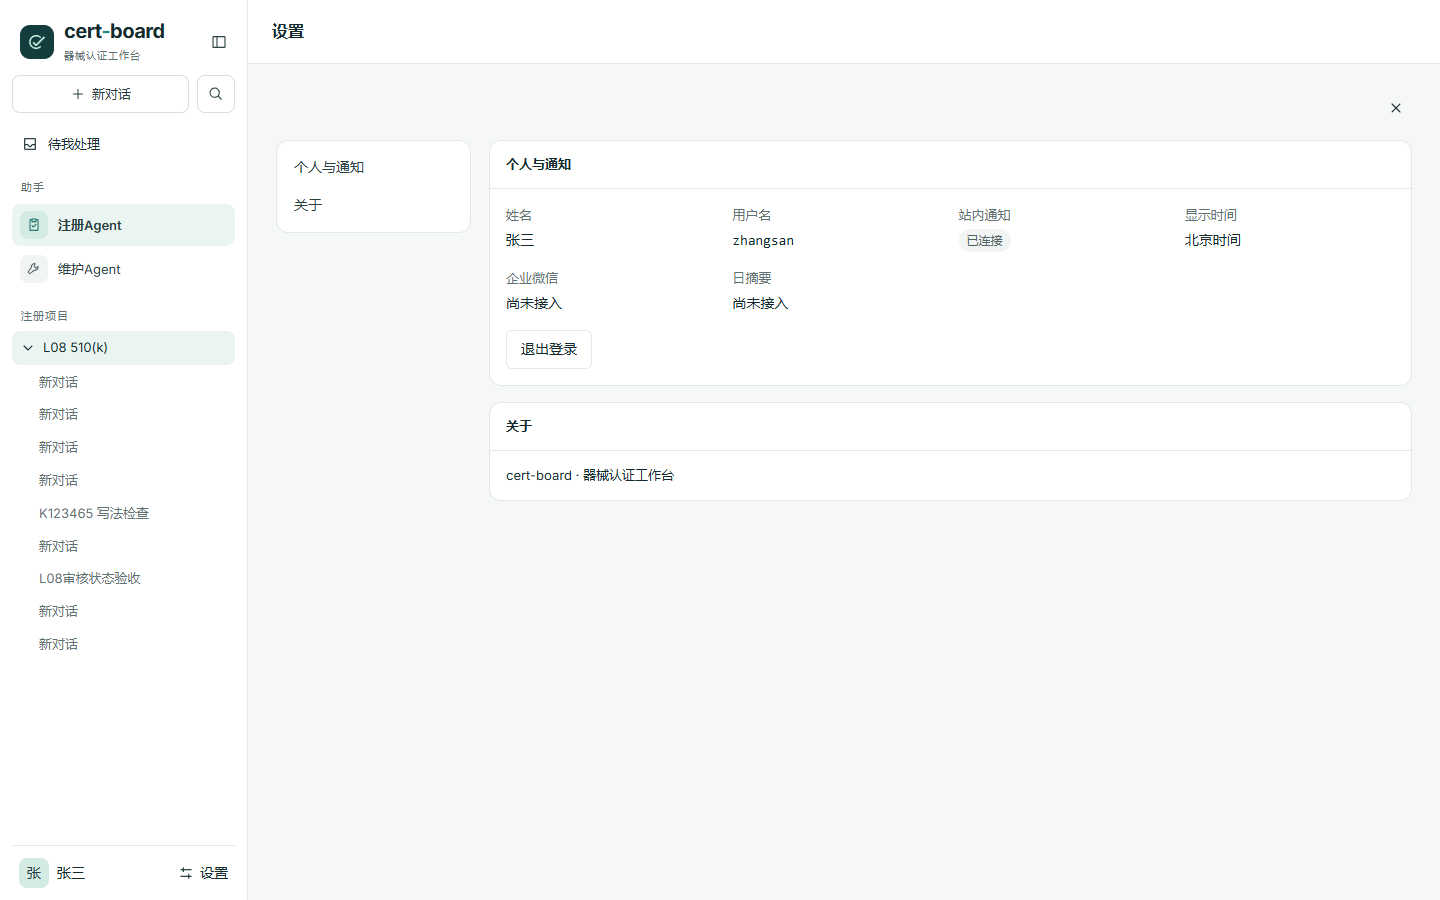 cert-board
器械认证工作台
新对话
待我处理
助手
注册Agent
维护Agent
注册项目
L08 510(k)
新对话
新对话
新对话
新对话
K123465 写法检查
新对话
L08审核状态验收
新对话
新对话
张 张三
设置
设置
个人与通知
关于
个人与通知
姓名
张三
用户名
zhangsan
站内通知
已连接
显示时间
北京时间
企业微信
尚未接入
日摘要
尚未接入
退出登录
关于
cert-board · 器械认证工作台